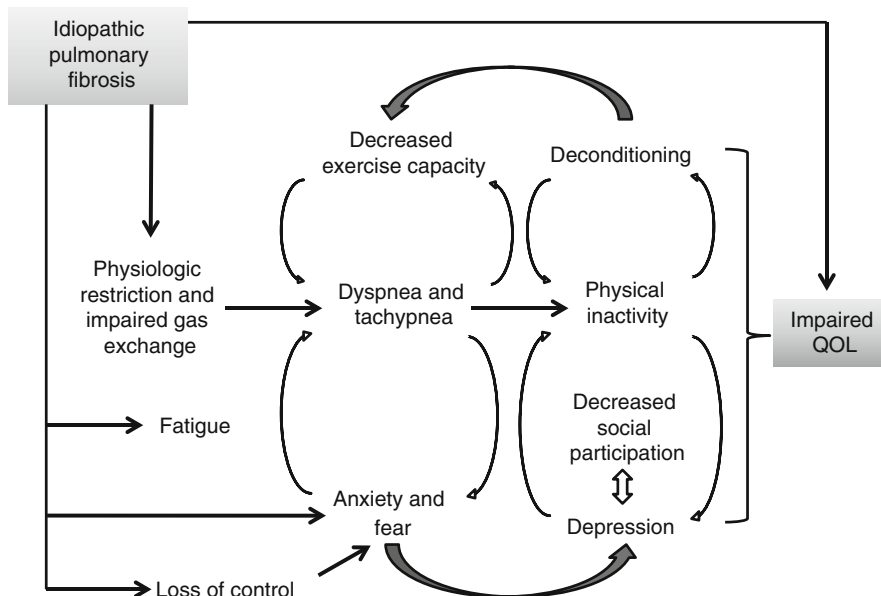 Idiopathic
pulmonary
fibrosis
Decreased
exercise capacity
Deconditioning
Physiologic
restriction and
impaired gas
exchange
Dyspnea and
tachypnea
Physical
inactivity
Impaired
QOL
Fatigue
Decreased
social
participation
Anxiety and
fear
Depression
Loss of control